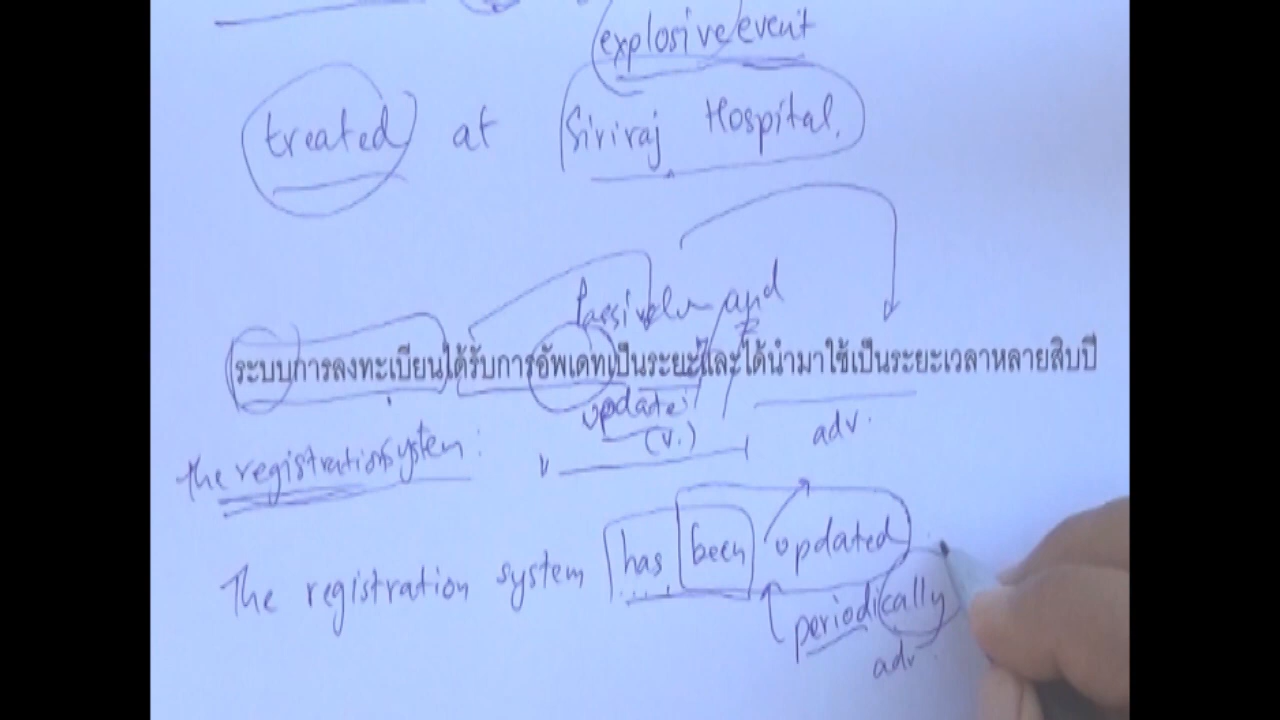 explosive event
treated at Siriraj Hospital.
Passive and
ระบบการลงทะเบียนได้รับการอัพเดทเป็นระยะและได้นำมาใช้เป็นระยะเวลาหลายสิบปี
update
(v.)
adv.
the registration system:
The registration system has been updated
periodically
adv.